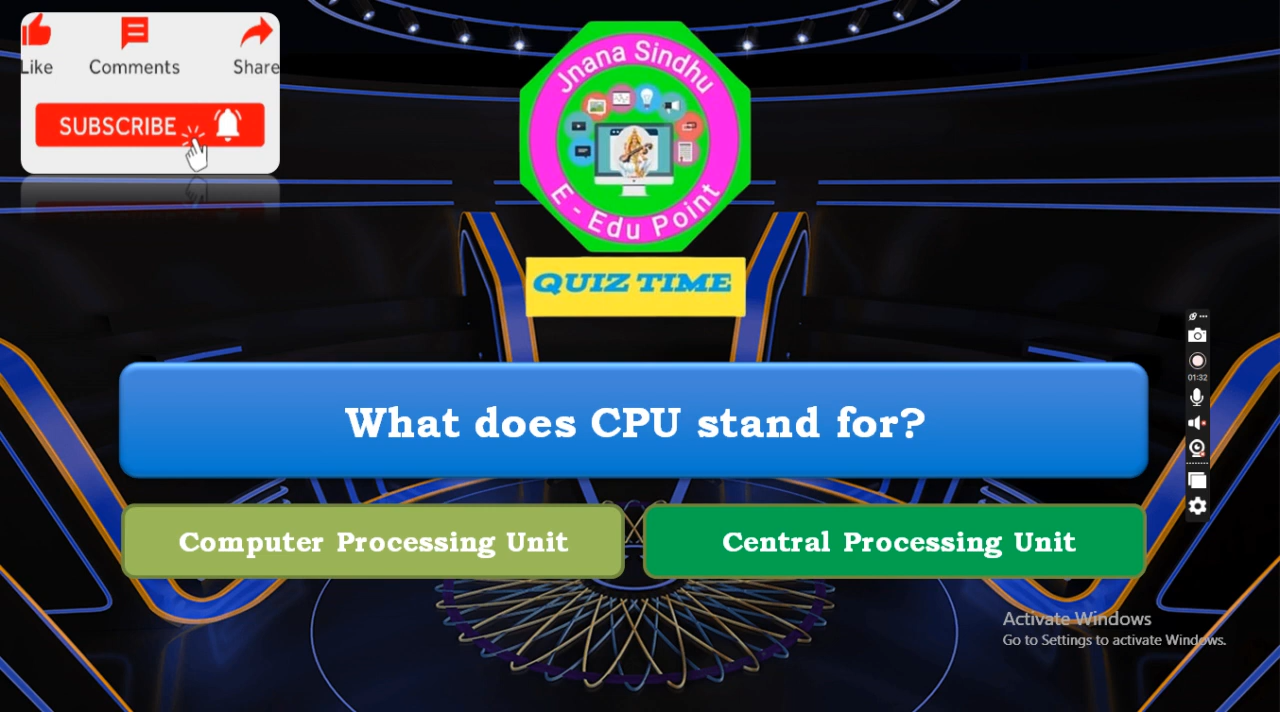 Like Comments Share
SUBSCRIBE
Jnana Sindhu
E - Edu Point
QUIZ TIME
What does CPU stand for?
Computer Processing Unit
Central Processing Unit
01:32
Activate Windows
Go to Settings to activate Windows.